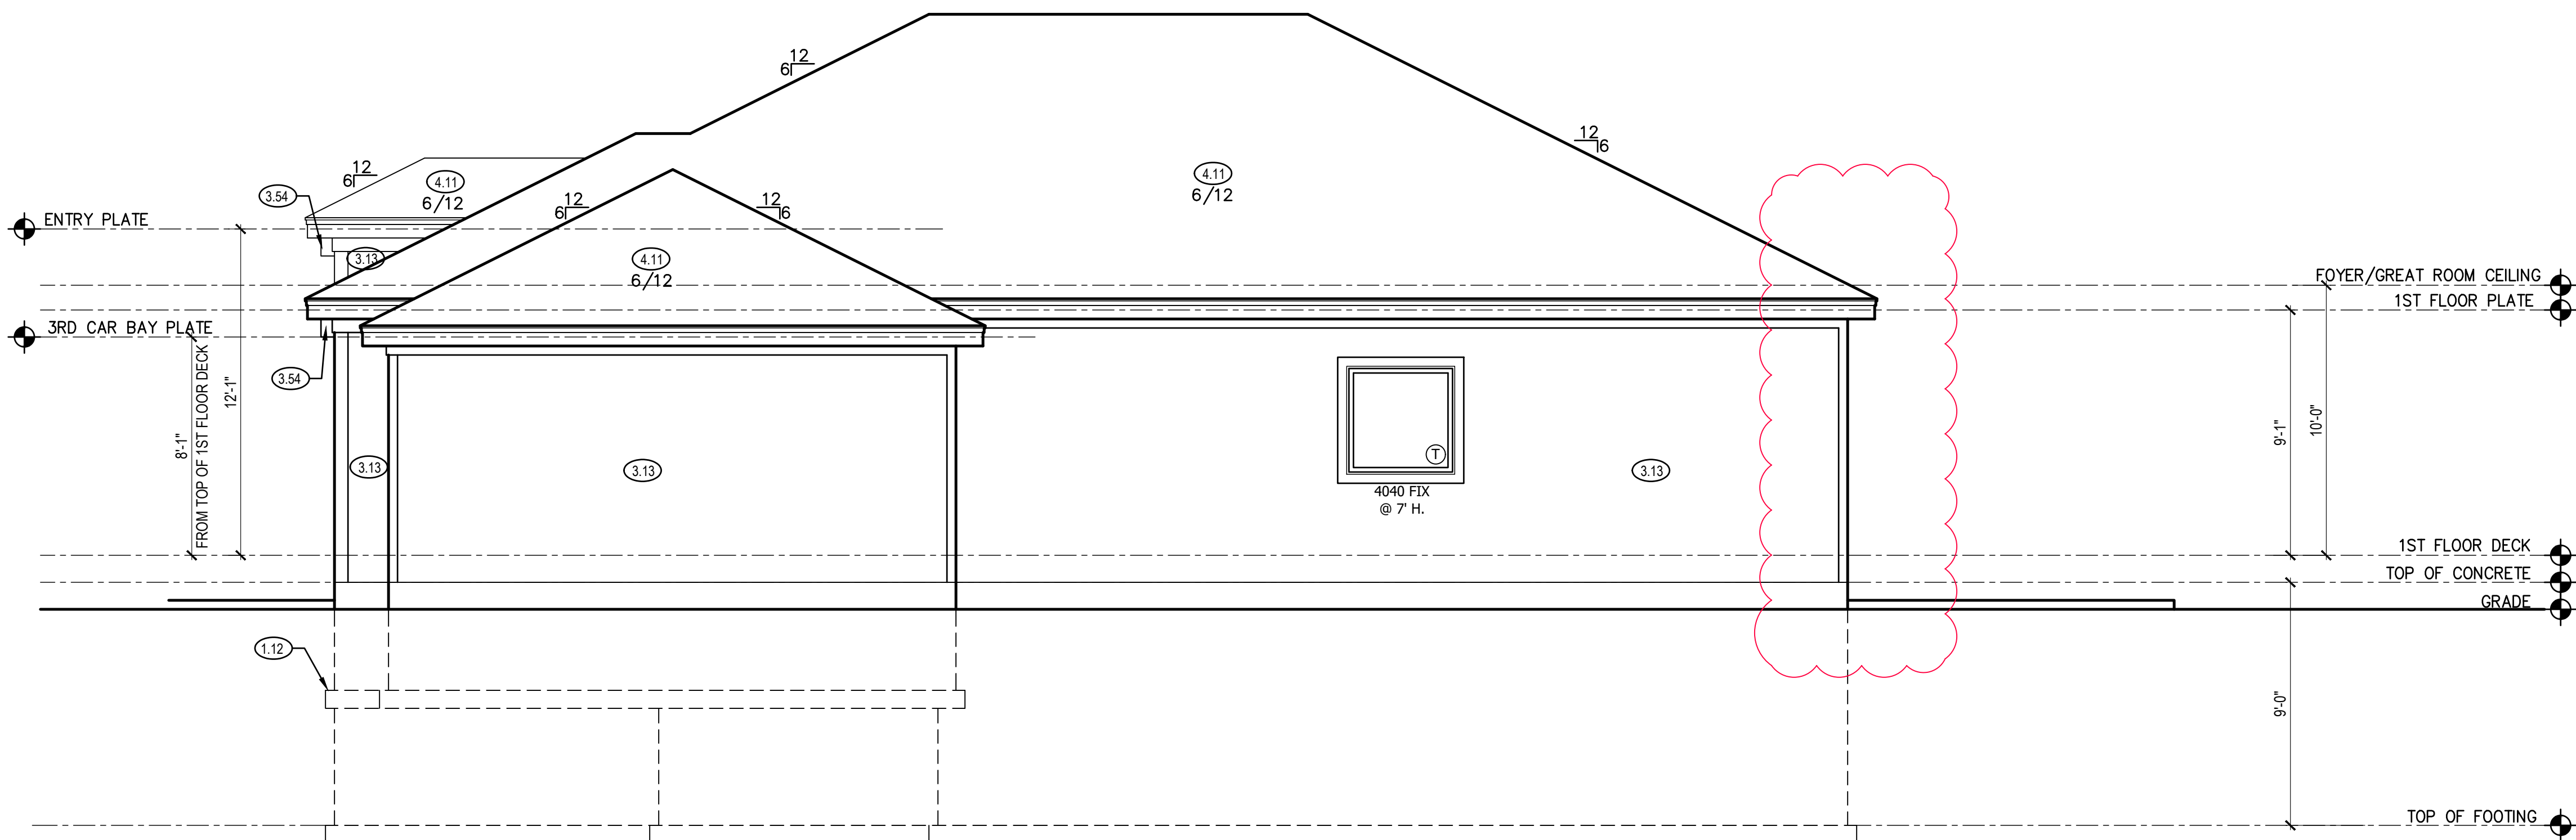 12
6
12
6
12
6
4.11
6/12
4.11
6/12
3.54
12
6
12
6
ENTRY PLATE
3.13
4.11
6/12
FOYER/GREAT ROOM CEILING
1ST FLOOR PLATE
3RD CAR BAY PLATE
3.54
8'-1"
FROM TOP OF 1ST FLOOR DECK
12'-1"
9'-1"
10'-0"
3.13
3.13
T
3.13
4040 FIX
@ 7' H.
1ST FLOOR DECK
TOP OF CONCRETE
GRADE
1.12
9'-0"
TOP OF FOOTING